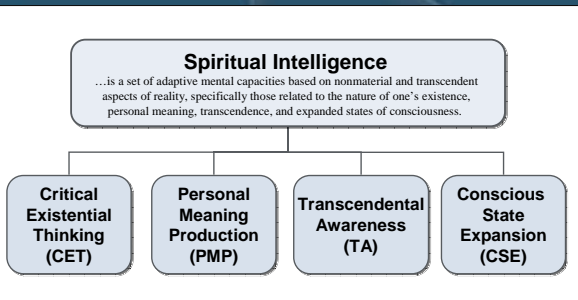 Spiritual Intelligence
…is a set of adaptive mental capacities based on nonmaterial and transcendent
aspects of reality, specifically those related to the nature of one's existence,
personal meaning, transcendence, and expanded states of consciousness.
Critical
Existential
Thinking
(CET)
Personal
Meaning
Production
(PMP)
Transcendental
Awareness
(TA)
Conscious
State
Expansion
(CSE)